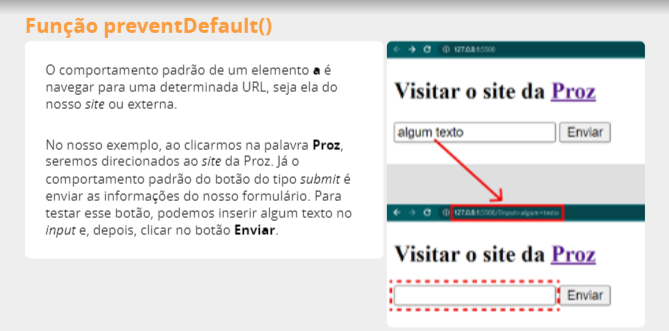 Função preventDefault()
O comportamento padrão de um elemento a é
navegar para uma determinada URL, seja ela do
nosso site ou externa.
No nosso exemplo, ao clicarmos na palavra Proz,
seremos direcionados ao site da Proz. Já o
comportamento padrão do botão do tipo submit é
enviar as informações do nosso formulário. Para
testar esse botão, podemos inserir algum texto no
input e, depois, clicar no botão Enviar.
127.0.0.1:5500
Visitar o site da Proz
algum texto Enviar
127.0.0.1:5500/?input=algum+texto
Visitar o site da Proz
Enviar